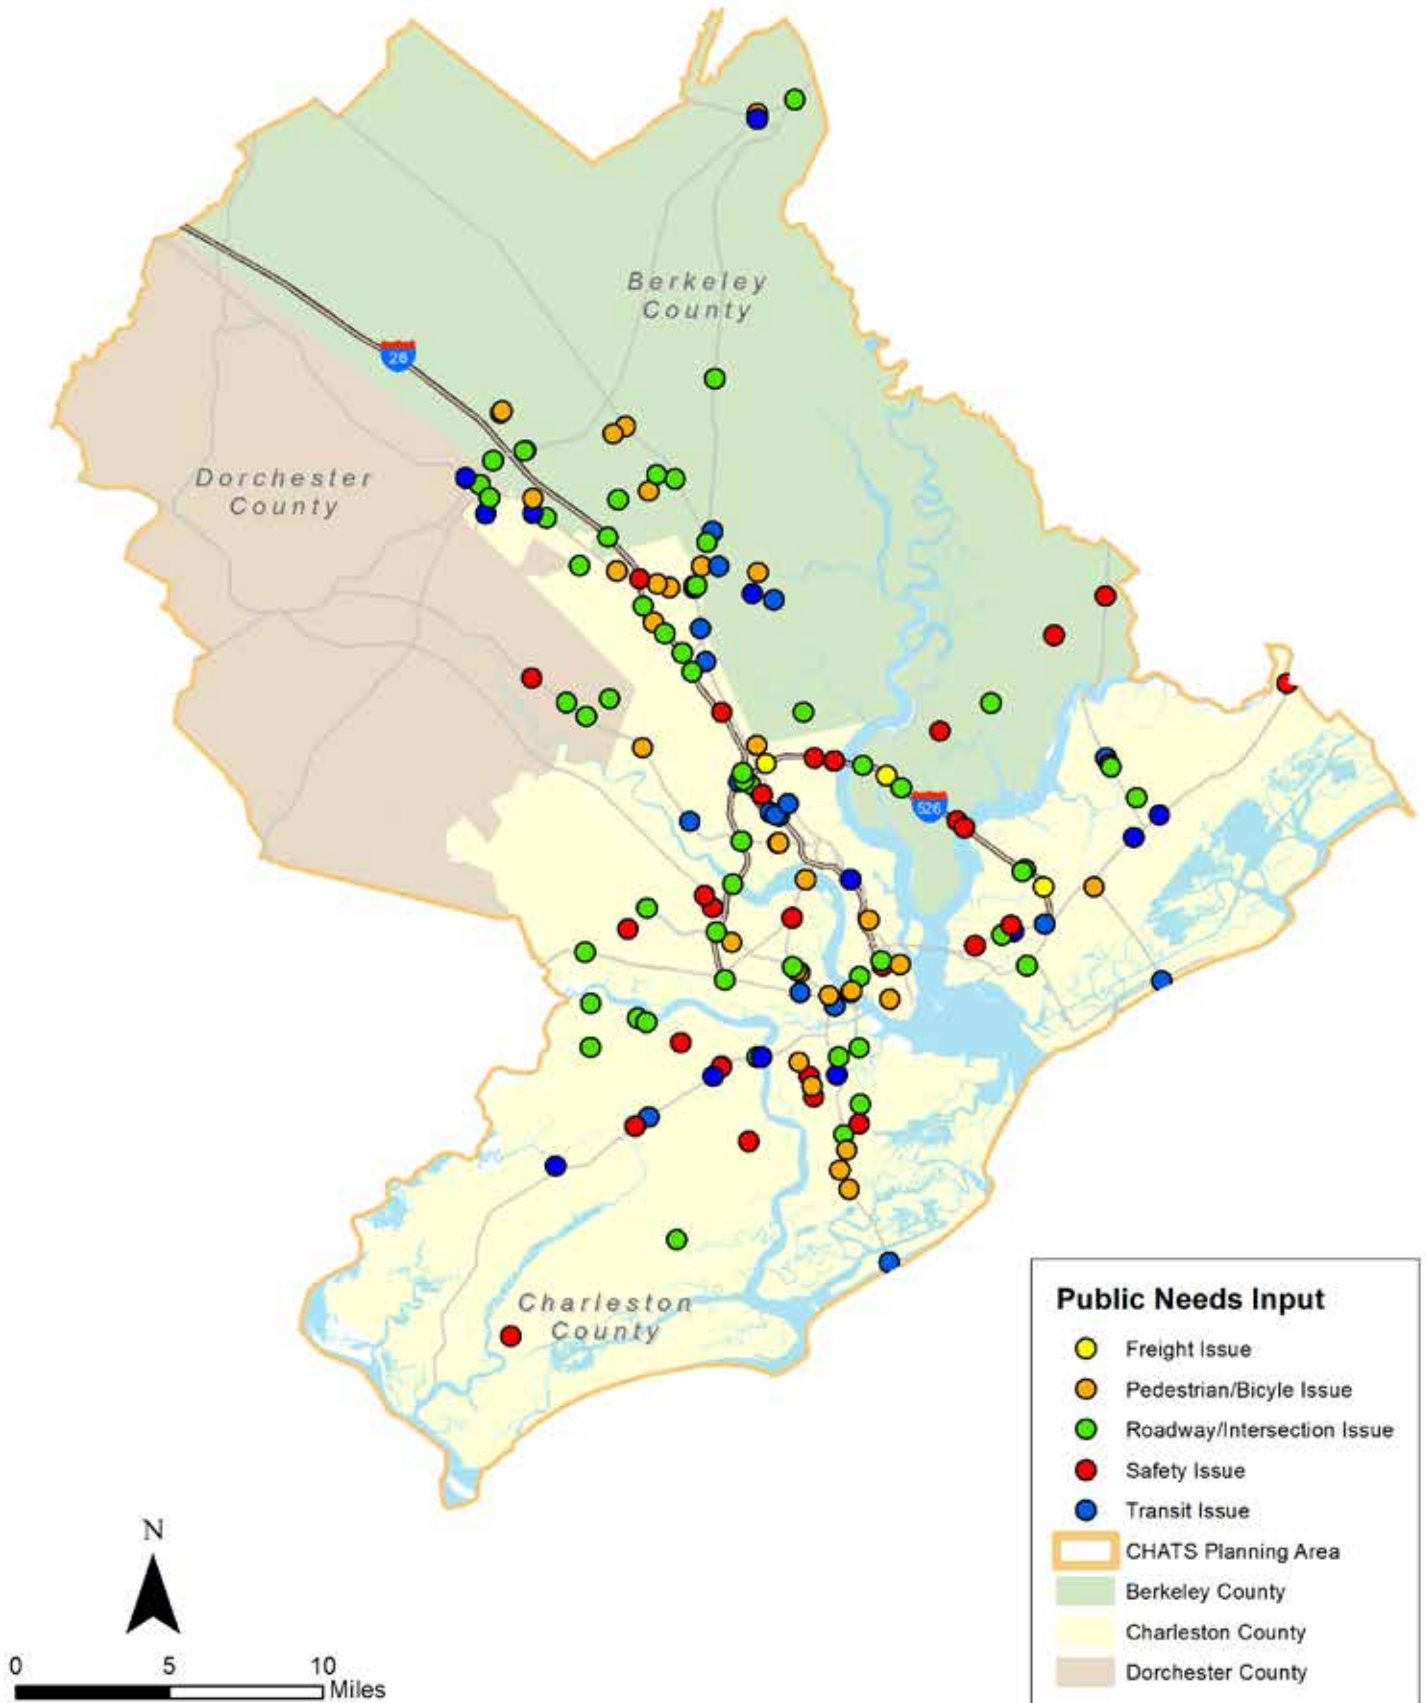 Berkeley
County
26
Dorchester
County
526
Charleston
County
Public Needs Input
Freight Issue
Pedestrian/Bicyle Issue
Roadway/Intersection Issue
Safety Issue
Transit Issue
CHATS Planning Area
Berkeley County
Charleston County
Dorchester County
N
0 5 10
Miles